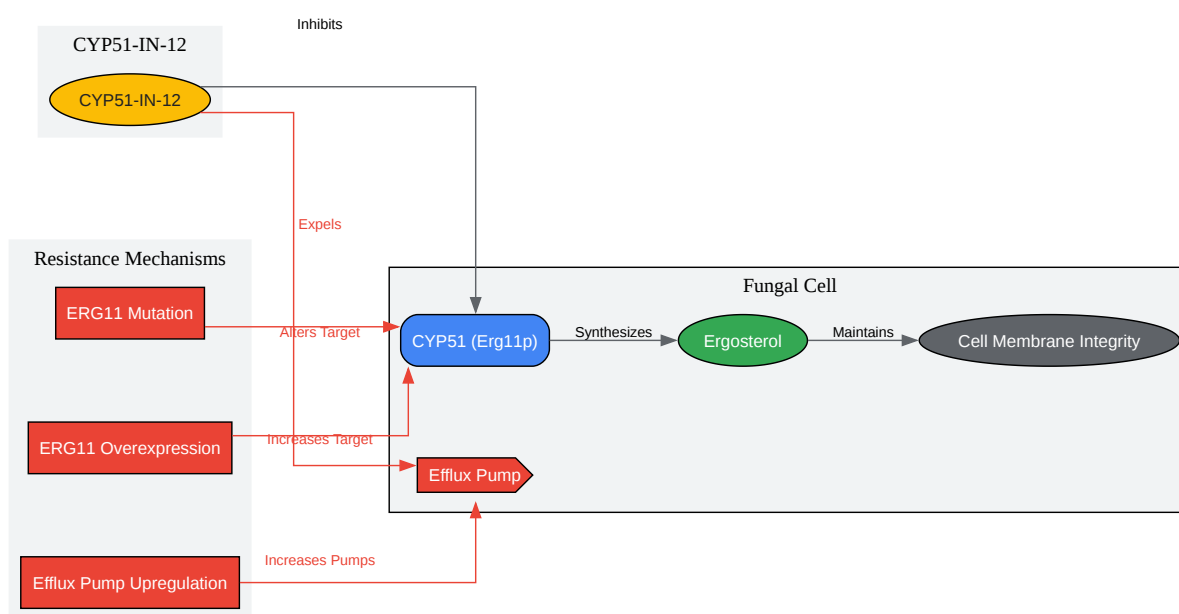 Inhibits
CYP51-IN-12
CYP51-IN-12
Expels
Resistance Mechanisms
ERG11 Mutation
Alters Target
Fungal Cell
CYP51 (Erg11p)
Synthesizes
Ergosterol
Maintains
Cell Membrane Integrity
ERG11 Overexpression
Increases Target
Efflux Pump
Increases Pumps
Efflux Pump Upregulation